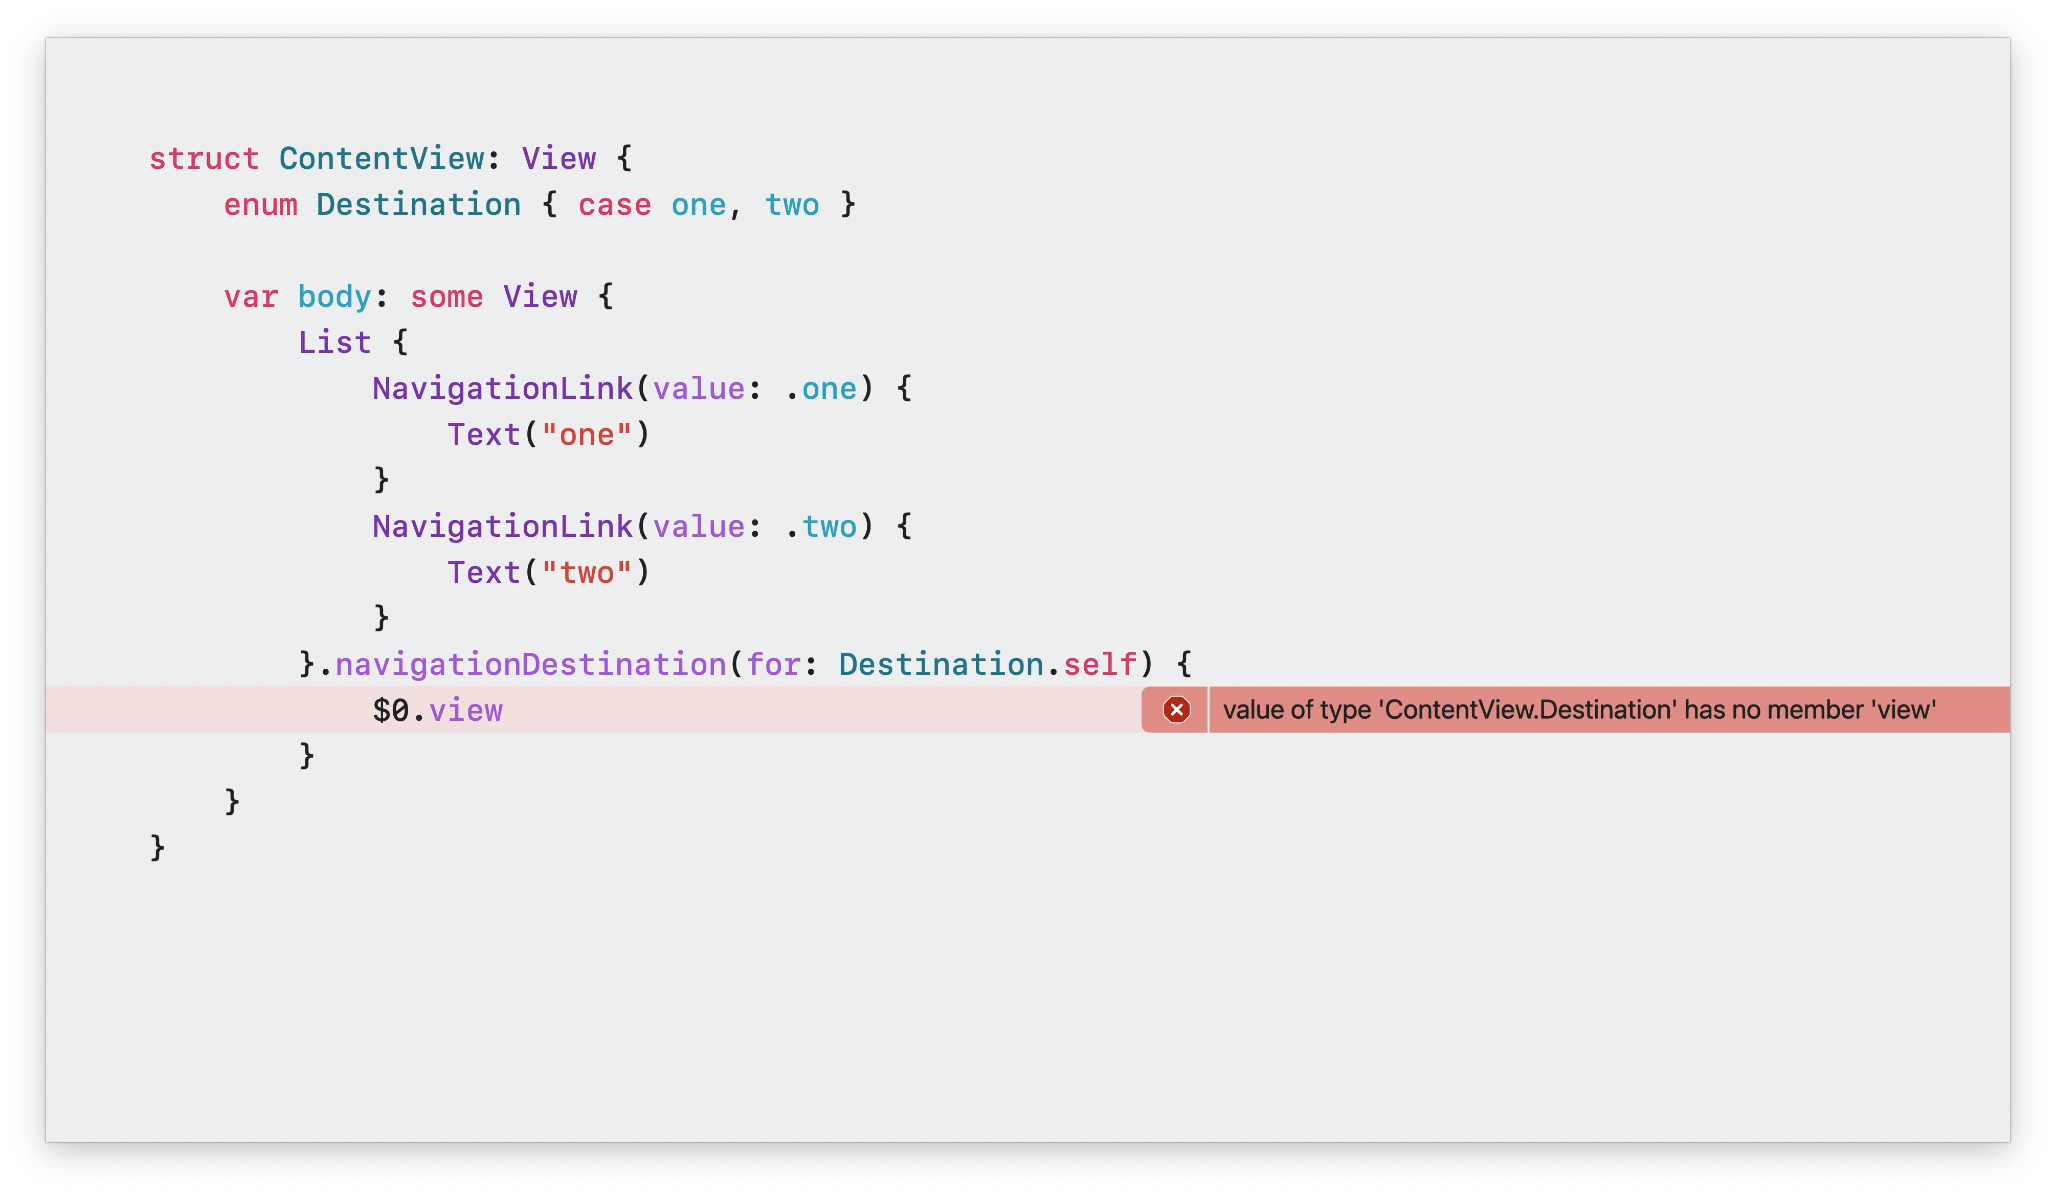 struct ContentView: View {
    enum Destination { case one, two }

    var body: some View {
        List {
            NavigationLink(value: .one) {
                Text("one")
            }
            NavigationLink(value: .two) {
                Text("two")
            }
        }.navigationDestination(for: Destination.self) {
            $0.view value of type 'ContentView.Destination' has no member 'view'
        }
    }
}